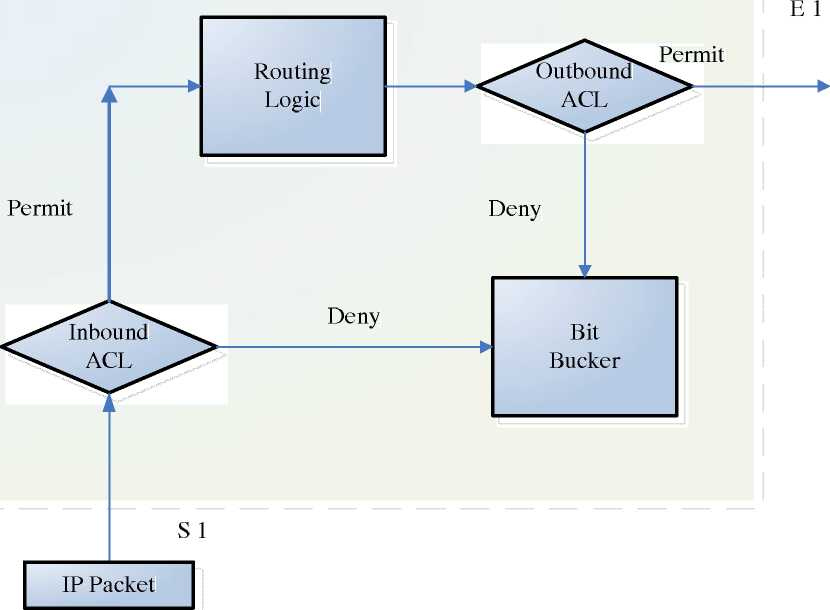 E 1
Routing
Logic
Outbound
ACL
Permit
Permit
Deny
Inbound
ACL
Deny
Bit
Bucker
S 1
IP Packet